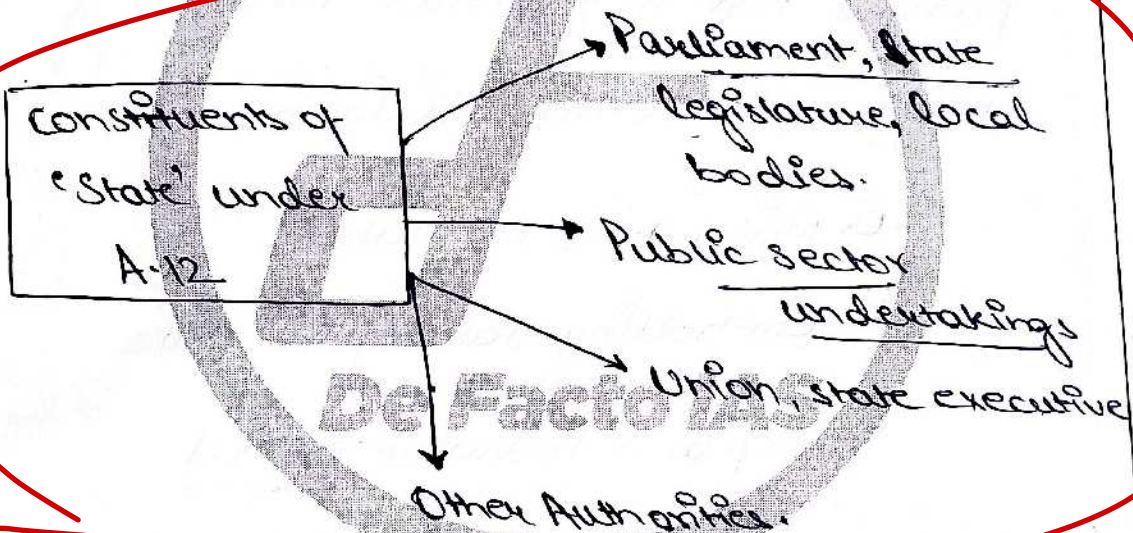 constituents of
'State' under
A-12
Parliament, State
legislature, local
bodies.
Public sector
undertakings
Union, state executive
Other Authorities.
De Facto IAS